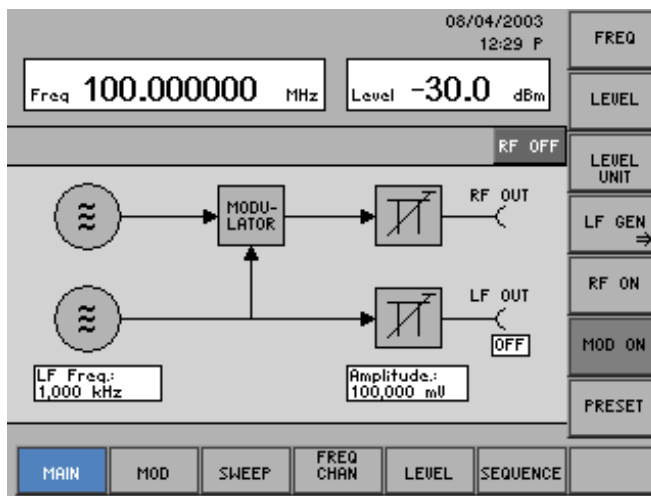 08/04/2003
12:29 P
Freq 100.000000 MHz
Level -30.0 dBm
RF OFF
MODU-
LATOR
RF OUT
LF OUT
OFF
LF Freq.:
1,000 kHz
Amplitude.:
100,000 mV
FREQ
LEVEL
LEVEL
UNIT
LF GEN
⇒
RF ON
MOD ON
PRESET
MAIN
MOD
SWEEP
FREQ
CHAN
LEVEL
SEQUENCE